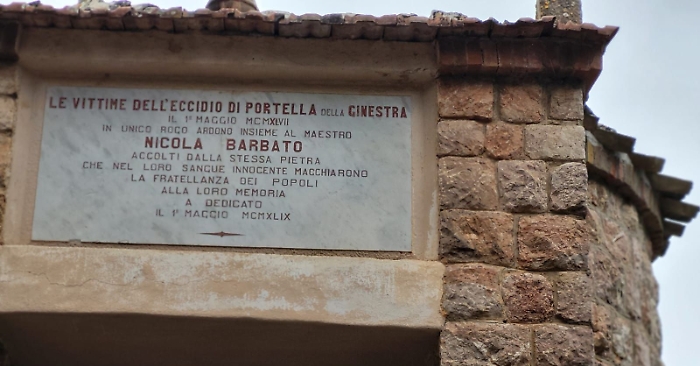 LE VITTIME DELL'ECCIDIO DI PORTELLA DELLA GINESTRA
IL 1º MAGGIO MCMXLVII
IN UNICO ROGO ARDONO INSIEME AL MAESTRO
NICOLA BARBATO
ACCOLTI DALLA STESSA PIETRA
CHE NEL LORO SANGUE INNOCENTE MACCHIARONO
LA FRATELLANZA DEI POPOLI
ALLA LORO MEMORIA
A DEDICATO
IL 1º MAGGIO MCMXLIX